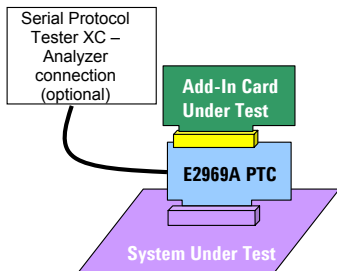 Serial Protocol
Tester XC –
Analyzer
connection
(optional)
Add-In Card
Under Test
E2969A PTC
System Under Test